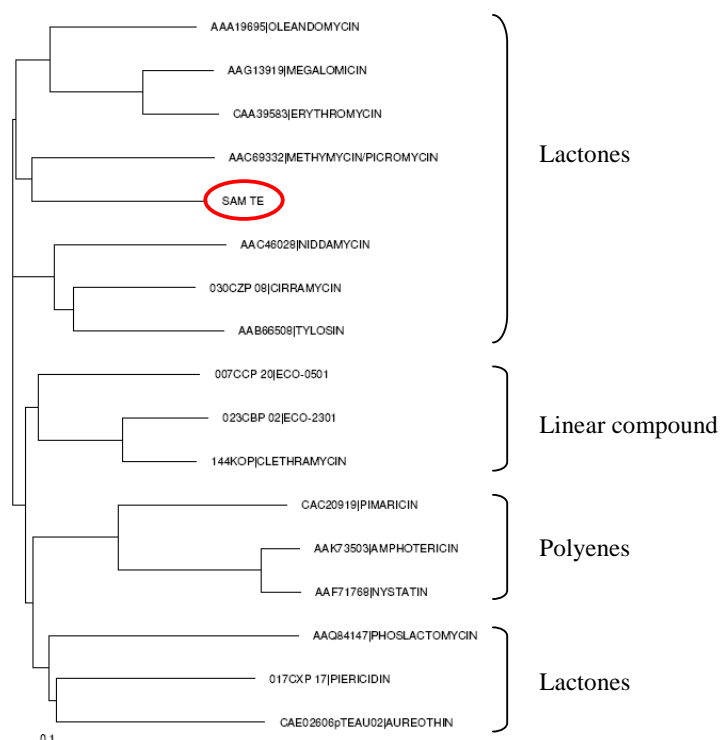 AAA19695|OLEANDOMYCIN
AAG13919|MEGALOMICIN
CAA39583|ERYTHROMYCIN
AAC69332|METHYMYCIN/PICROMYCIN
Lactones
SAM TE
AAC46028|NIDDAMYCIN
030CZP 08|CIRRAMYCIN
AAB66508|TYLOSIN
007CCP 20|ECO-0501
023CBP 02|ECO-2301
Linear compound
144KOP|CLETHRAMYCIN
CAC20919|PIMARICIN
AAK73503|AMPHOTERICIN
Polyenes
AAF71768|NYSTATIN
AAQ84147|PHOSLACTOMYCIN
017CXP 17|PIERICIDIN
Lactones
CAE02606pTEAU02|AUREOTHIN
0.1